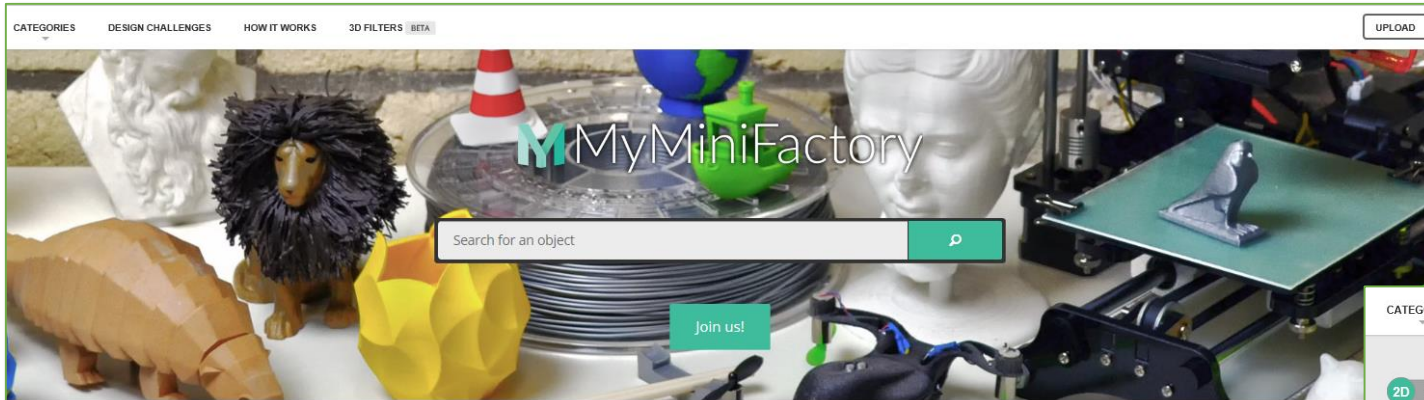 CATEGORIES DESIGN CHALLENGES HOW IT WORKS 3D FILTERS BETA UPLOAD
MyMiniFactory
Search for an object
Join us!
CATEG
2D